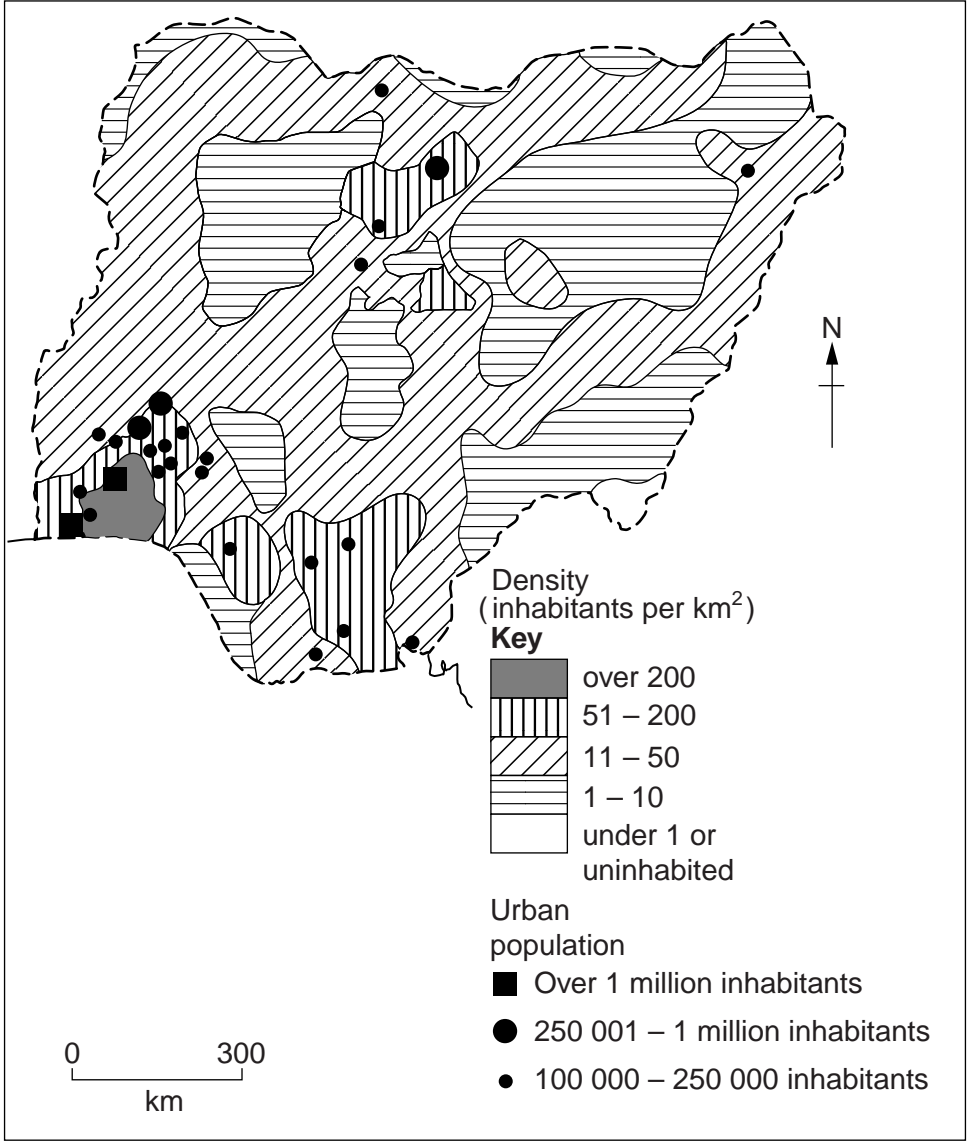 N
Density
(inhabitants per km²)
Key
over 200
51 – 200
11 – 50
1 – 10
under 1 or
uninhabited
Urban
population
Over 1 million inhabitants
250 001 – 1 million inhabitants
100 000 – 250 000 inhabitants
0 300
km